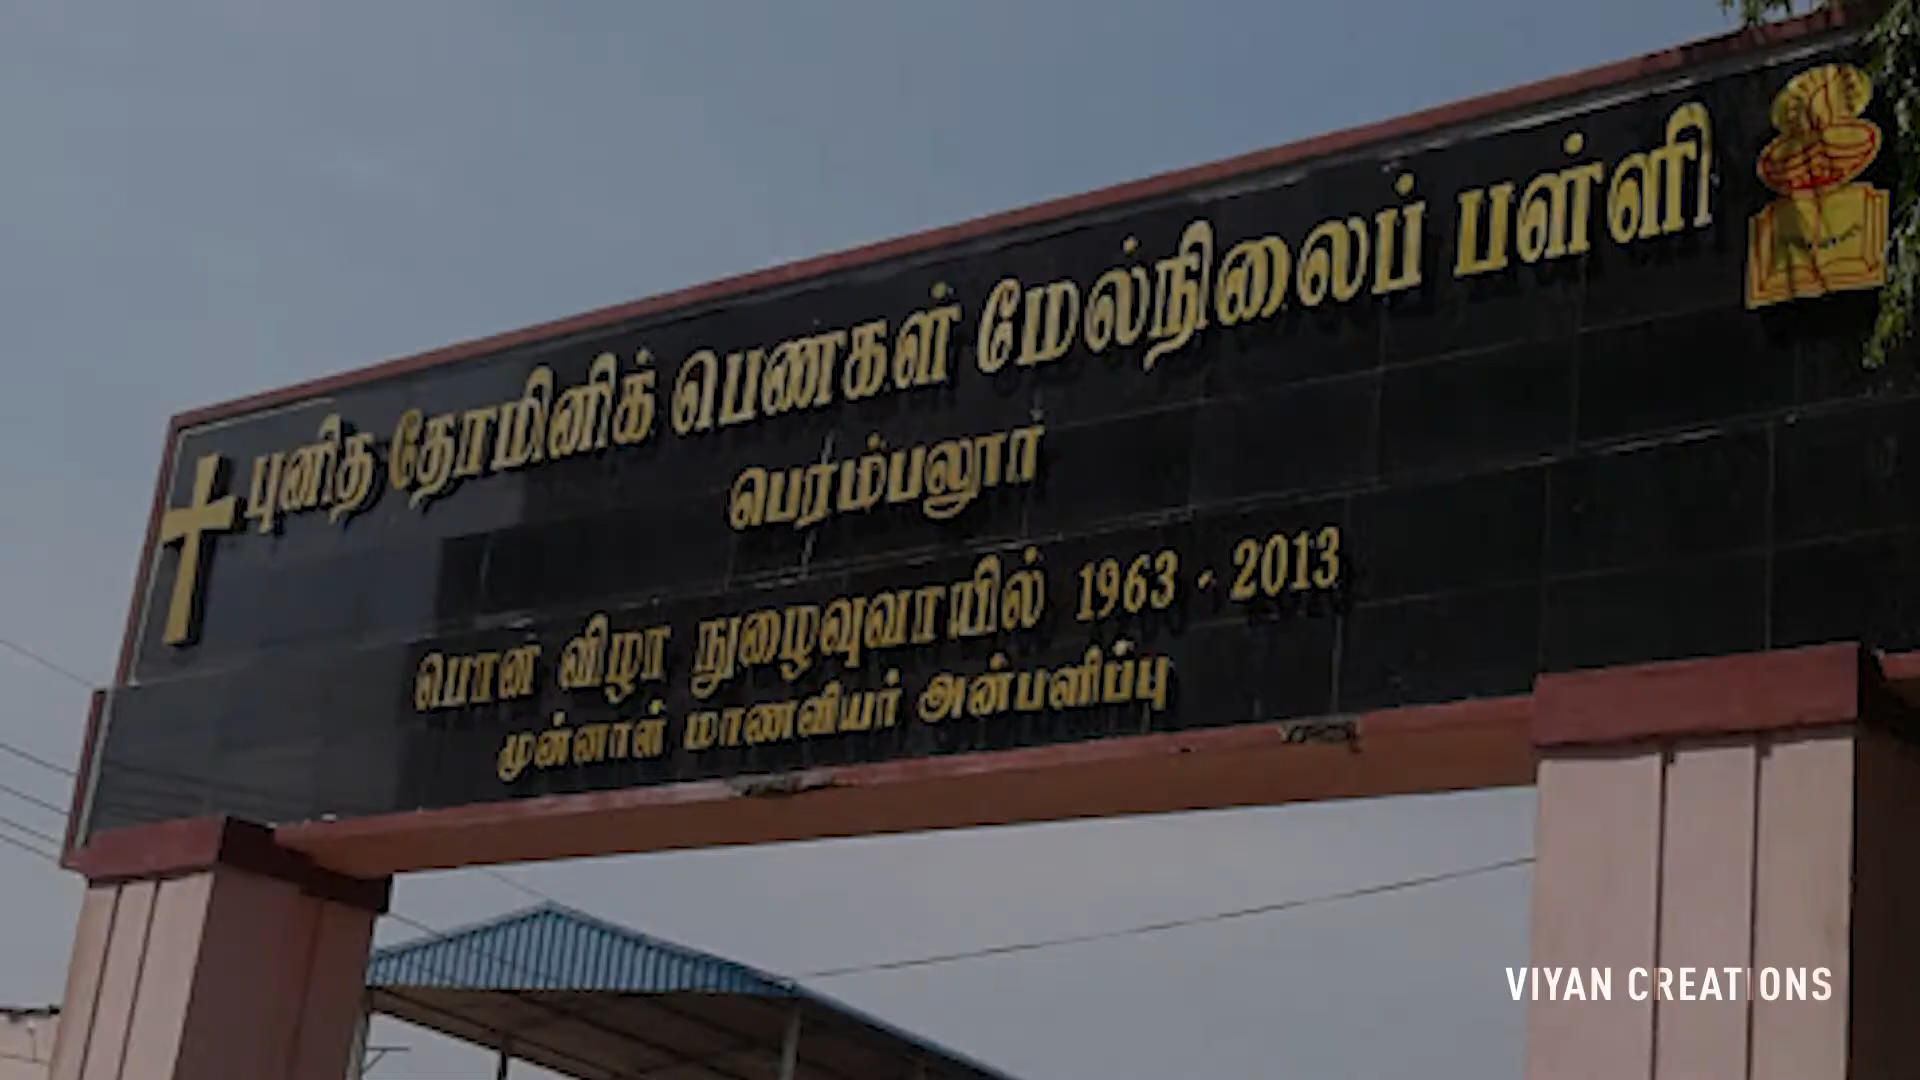 புனித தோமினிக் பெணகள் மேல்நிலைப் பள்ளி
பெரம்பலூர்
பொன் விழா நுழைவுவாயில் 1963 - 2013
முன்னாள் மாணவியர் அன்பளிப்பு
VIYAN CREATIONS